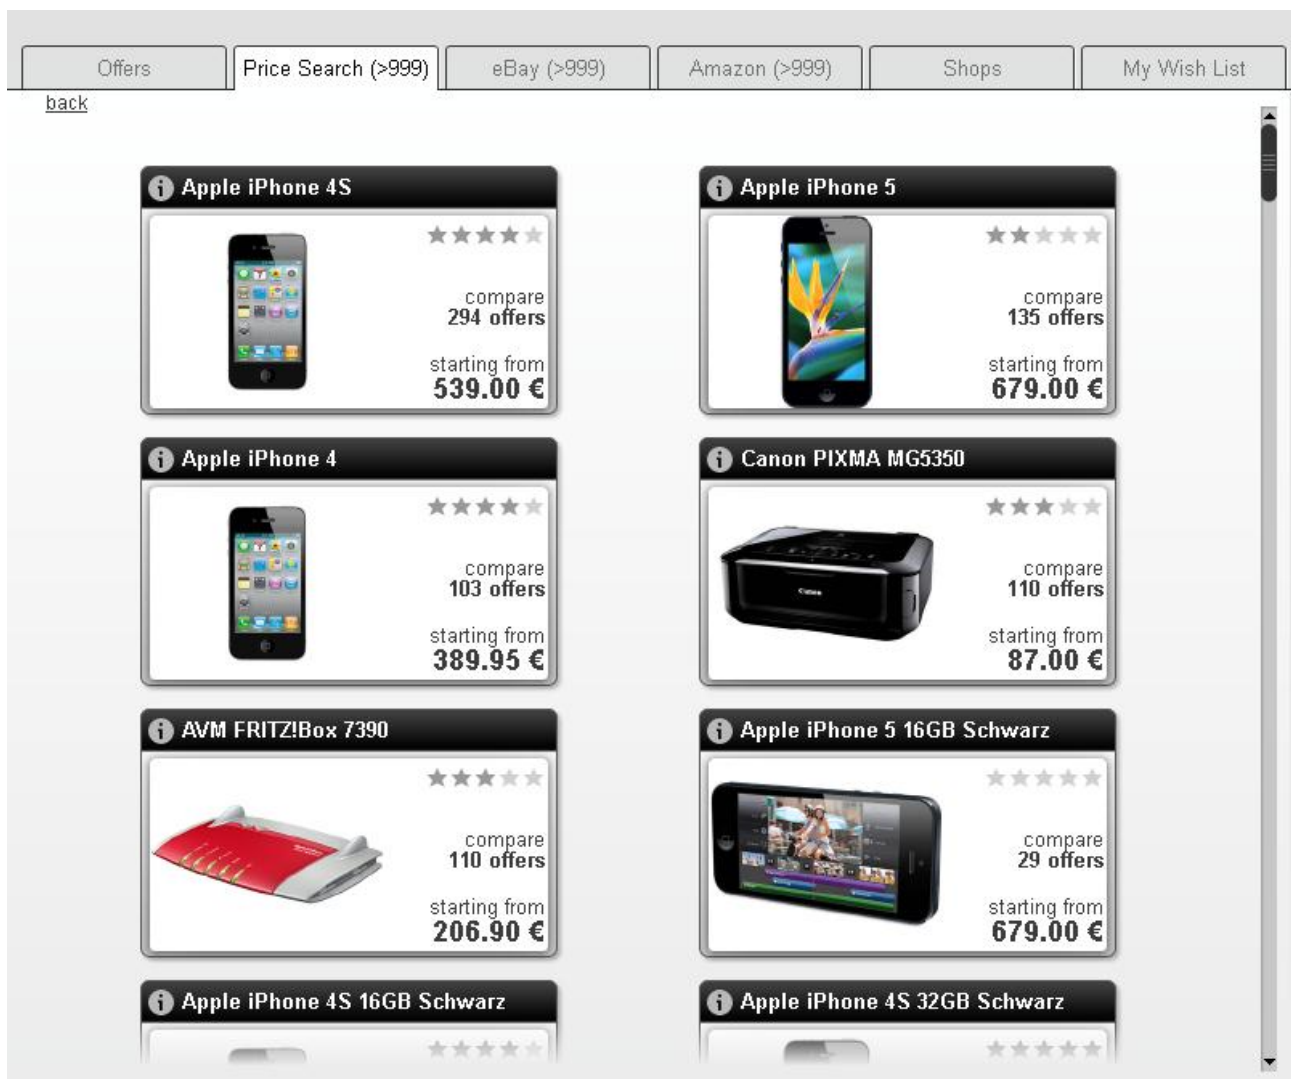 Offers
Price Search (>999)
eBay (>999)
Amazon (>999)
Shops
My Wish List
back
Apple iPhone 4S
compare
294 offers
starting from
539.00 €
Apple iPhone 5
compare
135 offers
starting from
679.00 €
Apple iPhone 4
compare
103 offers
starting from
389.95 €
Canon PIXMA MG5350
Canon
compare
110 offers
starting from
87.00 €
AVM FRITZ!Box 7390
compare
110 offers
starting from
206.90 €
Apple iPhone 5 16GB Schwarz
compare
29 offers
starting from
679.00 €
Apple iPhone 4S 16GB Schwarz
Apple iPhone 4S 32GB Schwarz